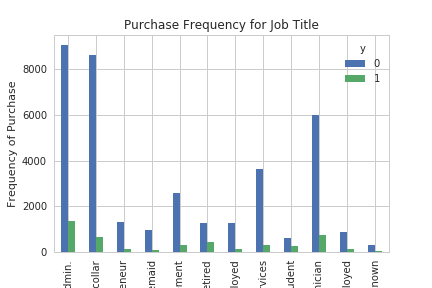 Purchase Frequency for Job Title
y
0
1
Frequency of Purchase
8000
6000
4000
2000
0
dmin.
collar
eneur
emaid
ment
etired
loyed
vices
udent
nician
loyed
nown